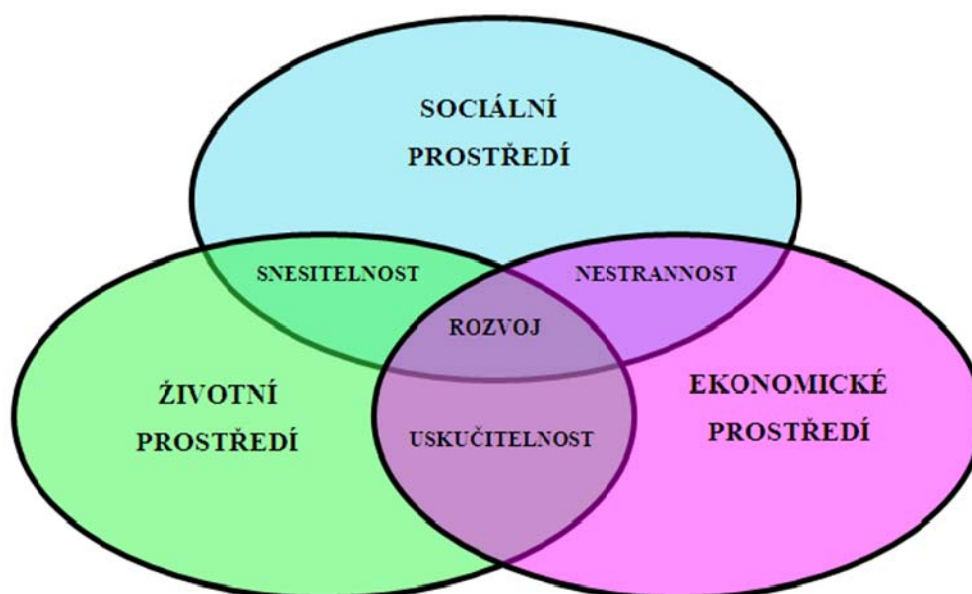 SOCIÁLNÍ
PROSTŘEDÍ
SNESITELNOST
NESTRANNOST
ROZVOJ
ŽIVOTNÍ
PROSTŘEDÍ
EKONOMICKÉ
PROSTŘEDÍ
USKUČITELNOST